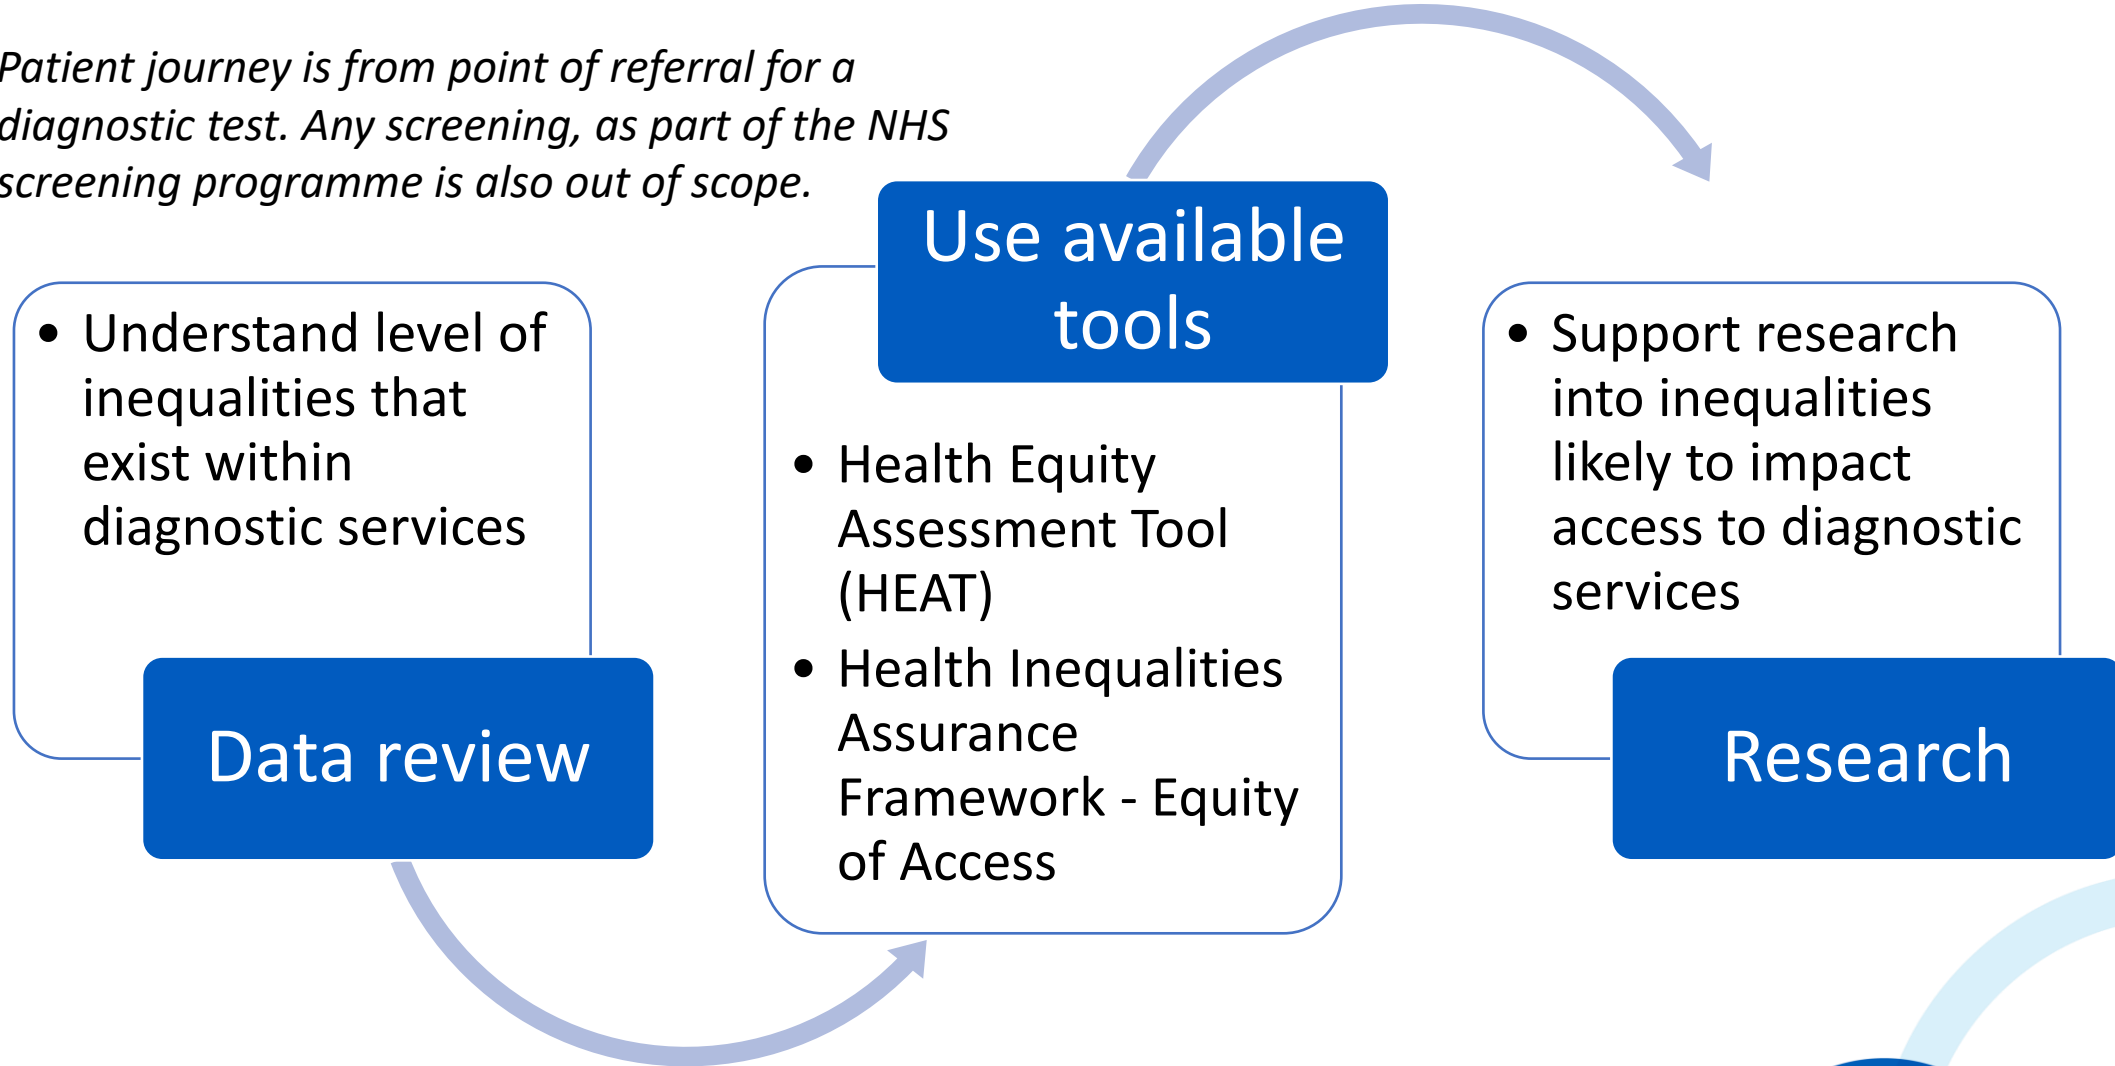 Patient journey is from point of referral for a
diagnostic test. Any screening, as part of the NHS
screening programme is also out of scope.
• Understand level of
inequalities that
exist within
diagnostic services
Data review
Use available
tools
• Health Equity
Assessment Tool
(HEAT)
• Health Inequalities
Assurance
Framework - Equity
of Access
• Support research
into inequalities
likely to impact
access to diagnostic
services
Research